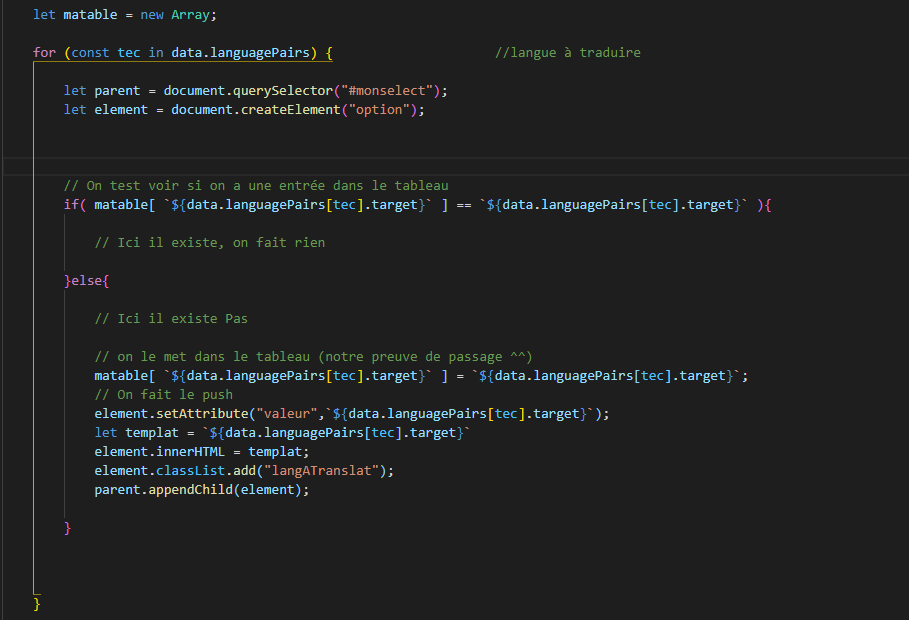 let matable = new Array;
for (const tec in data.languagePairs) { //langue à traduire
let parent = document.querySelector("#monselect");
let element = document.createElement("option");
// On test voir si on a une entrée dans le tableau
if( matable[ `${data.languagePairs[tec].target}` ] == `${data.languagePairs[tec].target}` ){
// Ici il existe, on fait rien
}else{
// Ici il existe Pas
// on le met dans le tableau (notre preuve de passage ^^)
matable[ `${data.languagePairs[tec].target}` ] = `${data.languagePairs[tec].target}`;
// On fait le push
element.setAttribute("valeur",`${data.languagePairs[tec].target}`);
let templat = `${data.languagePairs[tec].target}`
element.innerHTML = templat;
element.classList.add("langATranslat");
parent.appendChild(element);
}
}